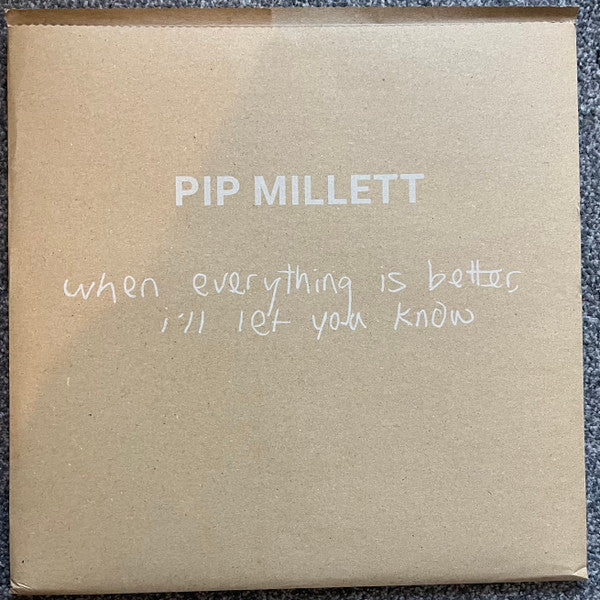 PIP MILLETT
when everything is better,
i'll let you know